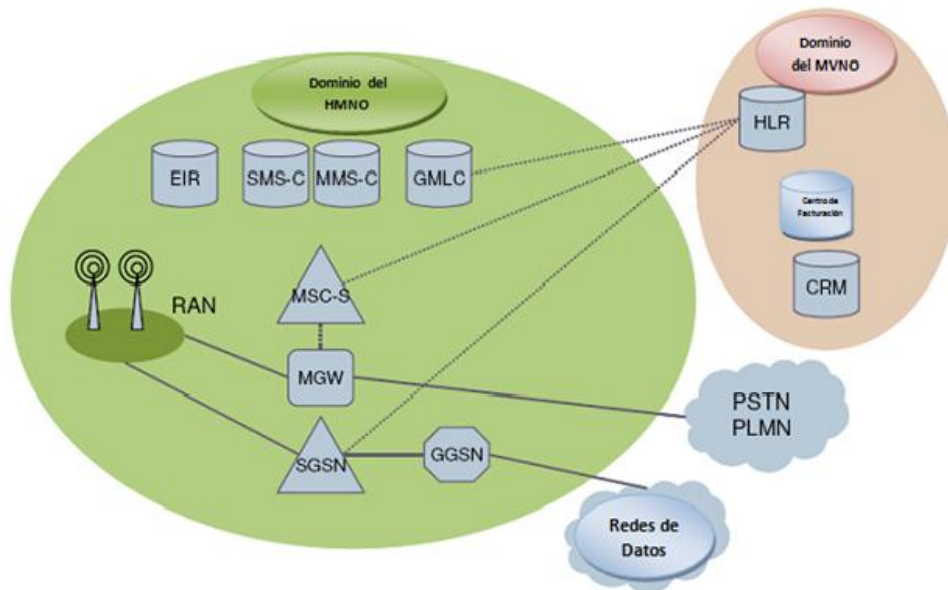 Dominio del
HMNO
Dominio
del MVNO
HLR
EIR
SMS-C
MMS-C
GMLC
Centro de
Facturación
CRM
RAN
MSC-S
MGW
PSTN
PLMN
SGSN
GGSN
Redes de
Datos